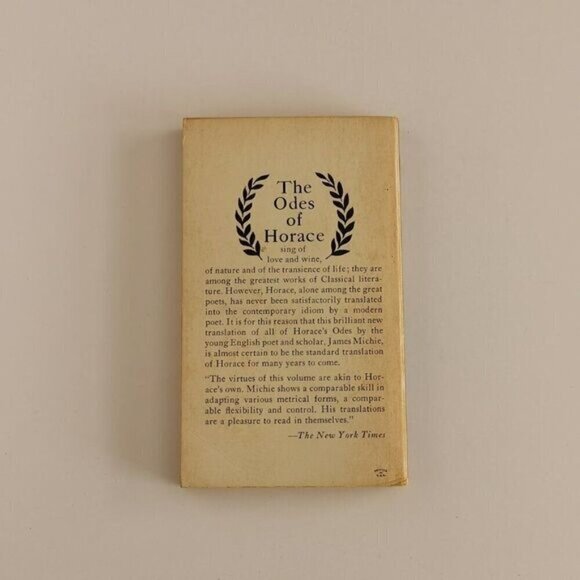 The
Odes
of
Horace
sing of
love and wine,
of nature and of the transience of life; they are
among the greatest works of Classical litera-
ture. However, Horace, alone among the great
poets, has never been satisfactorily translated
into the contemporary idiom by a modern
poet. It is for this reason that this brilliant new
translation of all of Horace's Odes by the
young English poet and scholar, James Michie,
is almost certain to be the standard translation
of Horace for many years to come.
"The virtues of this volume are akin to Hor-
ace's own. Michie shows a comparable skill in
adapting various metrical forms, a compar-
able flexibility and control. His translations
are a pleasure to read in themselves."
—The New York Times